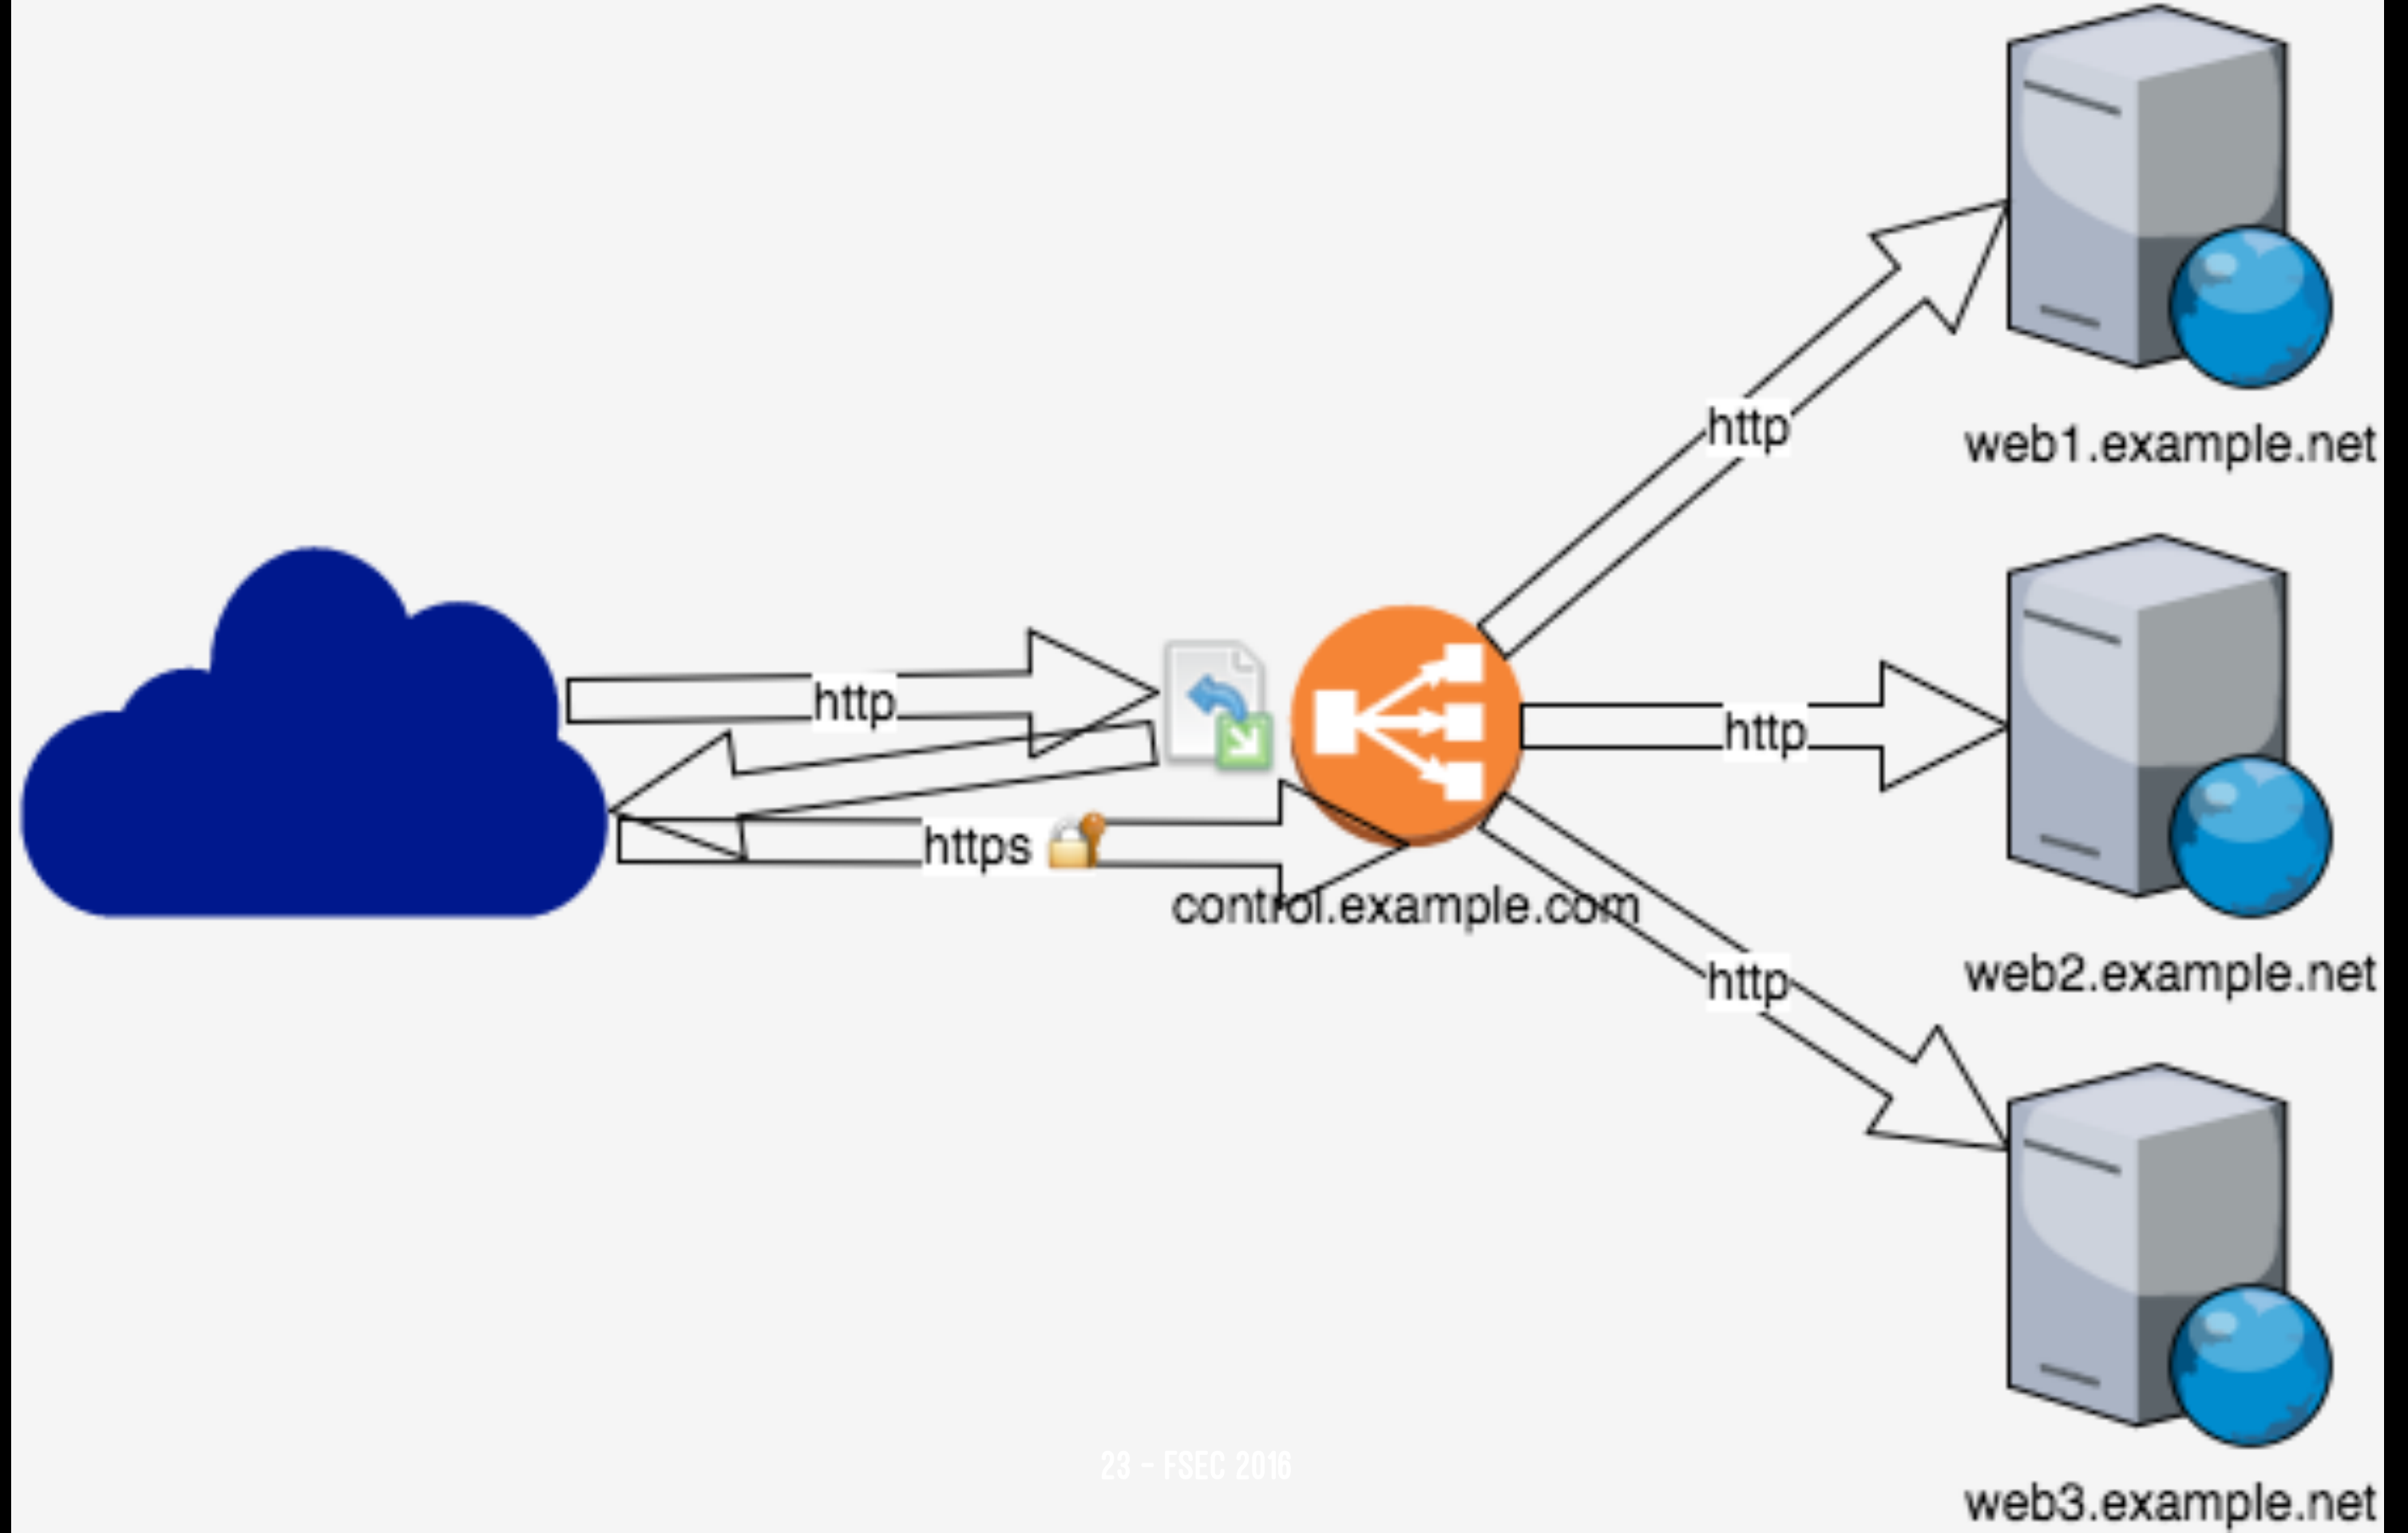 http
web1.example.net
http
http
https
control.example.com
web2.example.net
http
23 – FSEC 2016
web3.example.net